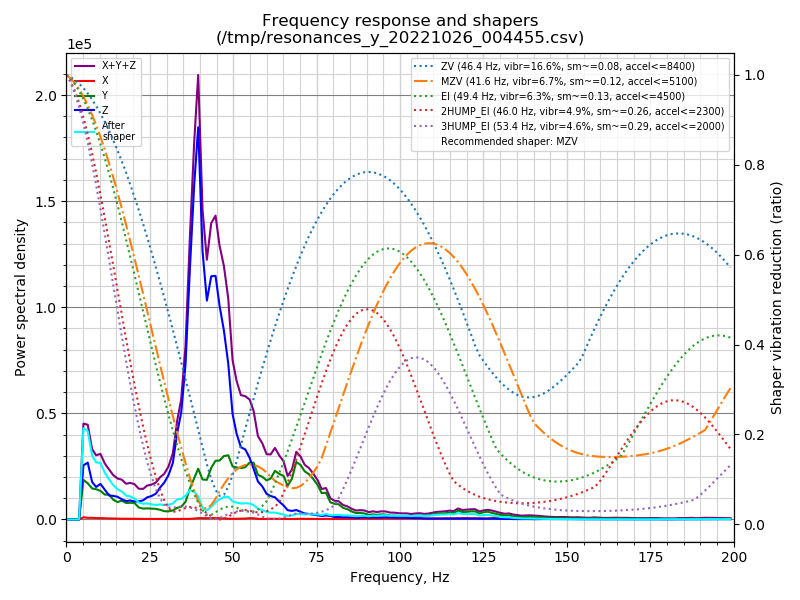 Frequency response and shapers
(/tmp/resonances_y_20221026_004455.csv)
1e5
X+Y+Z
X
Y
Z
After
shaper
ZV (46.4 Hz, vibr=16.6%, sm~=0.08, accel<=8400)
MZV (41.6 Hz, vibr=6.7%, sm~=0.12, accel<=5100)
EI (49.4 Hz, vibr=6.3%, sm~=0.13, accel<=4500)
2HUMP_EI (46.0 Hz, vibr=4.9%, sm~=0.26, accel<=2300)
3HUMP_EI (53.4 Hz, vibr=4.6%, sm~=0.29, accel<=2000)
Recommended shaper: MZV
Power spectral density
2.0
1.5
1.0
0.5
0.0
1.0
0.8
0.6
0.4
0.2
0.0
Shaper vibration reduction (ratio)
0 25 50 75 100 125 150 175 200
Frequency, Hz